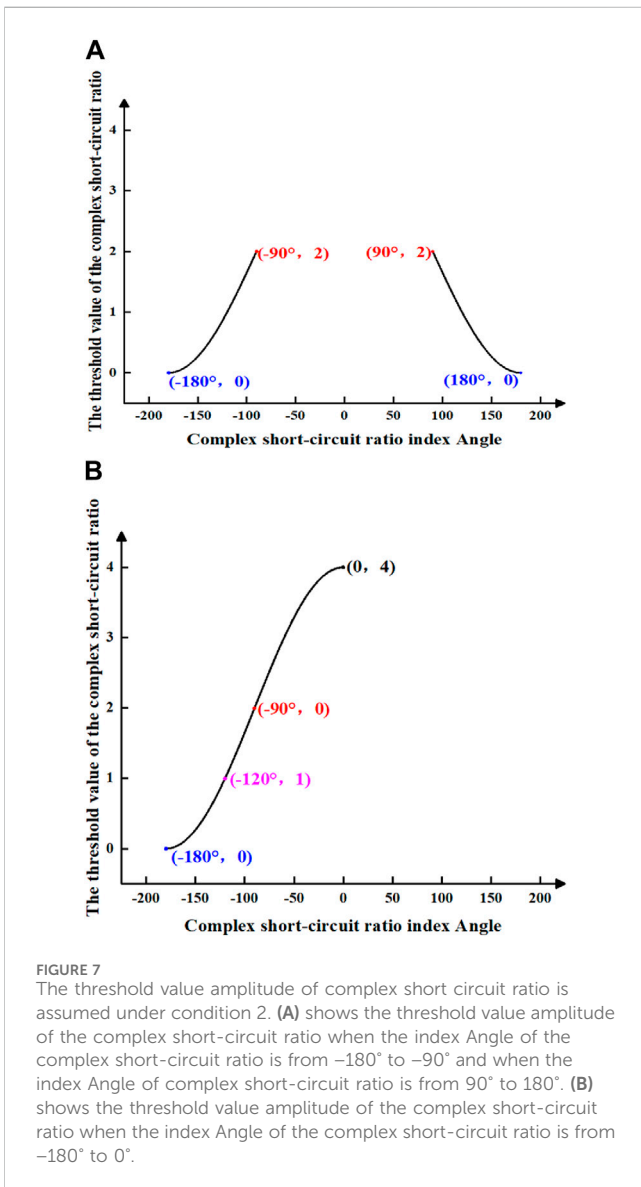 A
The threshold value of the complex short-circuit ratio
4
3
2
1
0
(-90°, 2)
(90°, 2)
(-180°, 0)
(180°, 0)
-200 -150 -100 -50 0 50 100 150 200
Complex short-circuit ratio index Angle
B
The threshold value of the complex short-circuit ratio
4
3
2
1
0
(0, 4)
(-90°, 0)
(-120°, 1)
(-180°, 0)
-200 -150 -100 -50 0 50 100 150 200
Complex short-circuit ratio index Angle
FIGURE 7
The threshold value amplitude of complex short circuit ratio is
assumed under condition 2. (A) shows the threshold value amplitude
of the complex short-circuit ratio when the index Angle of the
complex short-circuit ratio is from −180° to −90° and when the
index Angle of complex short-circuit ratio is from 90° to 180°. (B)
shows the threshold value amplitude of the complex short-circuit
ratio when the index Angle of the complex short-circuit ratio is from
−180° to 0°.